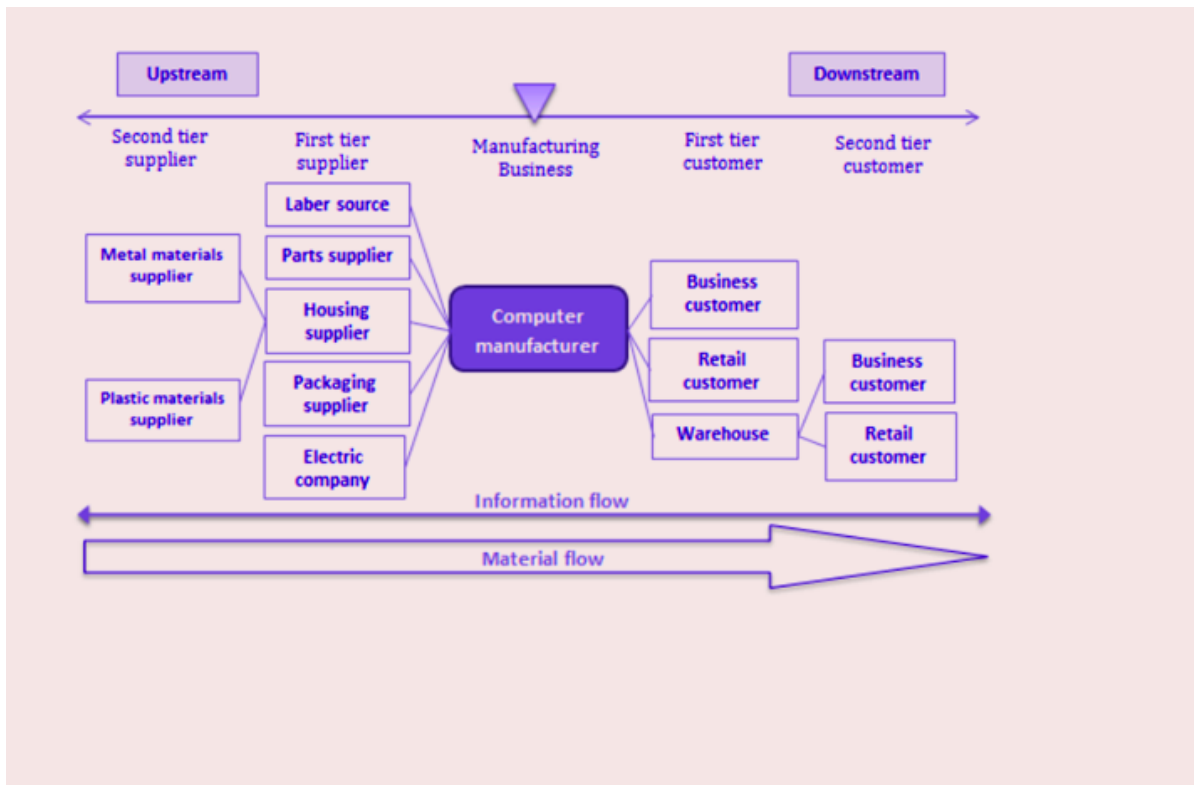 Upstream
Downstream
Second tier
supplier
First tier
supplier
Manufacturing
Business
First tier
customer
Second tier
customer
Laber source
Parts supplier
Metal materials
supplier
Housing
supplier
Plastic materials
supplier
Packaging
supplier
Electric
company
Computer
manufacturer
Business
customer
Retail
customer
Warehouse
Business
customer
Retail
customer
Information flow
Material flow